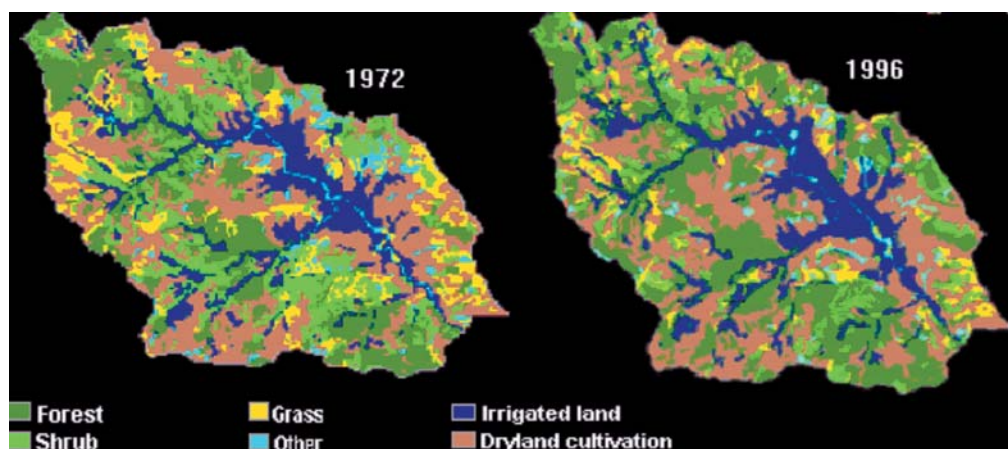 1972
1996
Forest
Grass
Irrigated land
Shrub
Other
Dryland cultivation